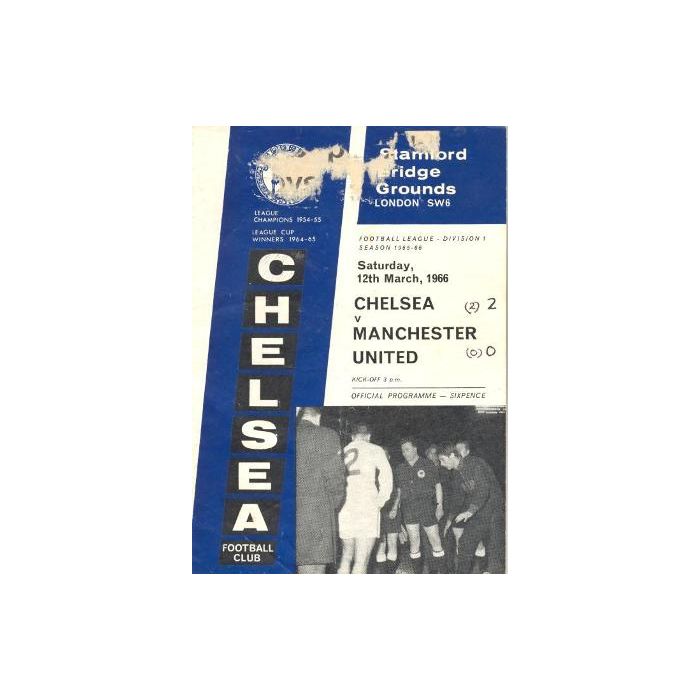 Stamford
Bridge
Grounds
LONDON SW6
LEAGUE
CHAMPIONS 1954-55
LEAGUE CUP
WINNERS 1964-65
CHELSEA
FOOTBALL
CLUB
FOOTBALL LEAGUE - DIVISION 1
SEASON 1965-66
Saturday,
12th March, 1966
CHELSEA (2) 2
v
MANCHESTER
UNITED (0) 0
KICK-OFF 3 p.m.
OFFICIAL PROGRAMME — SIXPENCE
2